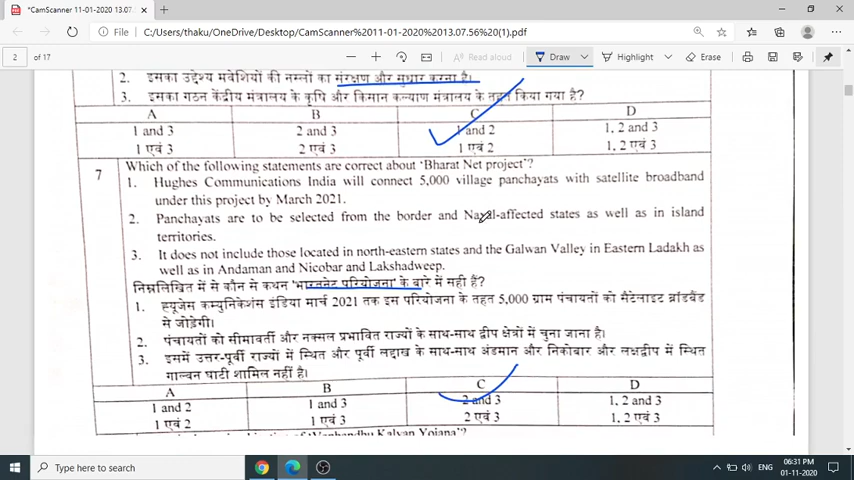 *CamScanner 11-01-2020 13.07.5
File C:/Users/thaku/OneDrive/Desktop/CamScanner%2011-01-2020%2013.07.56%20(1).pdf
2 of 17 Read aloud Draw Highlight Erase
2. इसका उद्देश्य मवेशियों की नस्लों का संरक्षण और सुधार करना है।
3. इसका गठन केंद्रीय मंत्रालय के कृषि और किसान कल्याण मंत्रालय के तहत किया गया है?
A B C D
1 and 3 2 and 3 1 and 2 1, 2 and 3
1 एवं 3 2 एवं 3 1 एवं 2 1, 2 एवं 3
7 Which of the following statements are correct about 'Bharat Net project'?
1. Hughes Communications India will connect 5,000 village panchayats with satellite broadband
under this project by March 2021.
2. Panchayats are to be selected from the border and Naxal-affected states as well as in island
territories.
3. It does not include those located in north-eastern states and the Galwan Valley in Eastern Ladakh as
well as in Andaman and Nicobar and Lakshadweep.
निम्नलिखित में से कौन से कथन 'भारतनेट परियोजना' के बारे में सही हैं?
1. ह्यूजेस कम्युनिकेशंस इंडिया मार्च 2021 तक इस परियोजना के तहत 5,000 ग्राम पंचायतों को सैटेलाइट ब्रॉडबैंड
से जोड़ेगी।
2. पंचायतों को सीमावर्ती और नक्सल प्रभावित राज्यों के साथ-साथ द्वीप क्षेत्रों में चुना जाना है।
3. इसमें उत्तर-पूर्वी राज्यों में स्थित और पूर्वी लद्दाख के साथ-साथ अंडमान और निकोबार और लक्षद्वीप में स्थित
गाल्वन घाटी शामिल नहीं है।
A B C D
1 and 2 1 and 3 2 and 3 1, 2 and 3
1 एवं 2 1 एवं 3 2 एवं 3 1, 2 एवं 3
'Vanbandhu Kalyan Yojana'?
Type here to search ENG 06:31 PM
01-11-2020